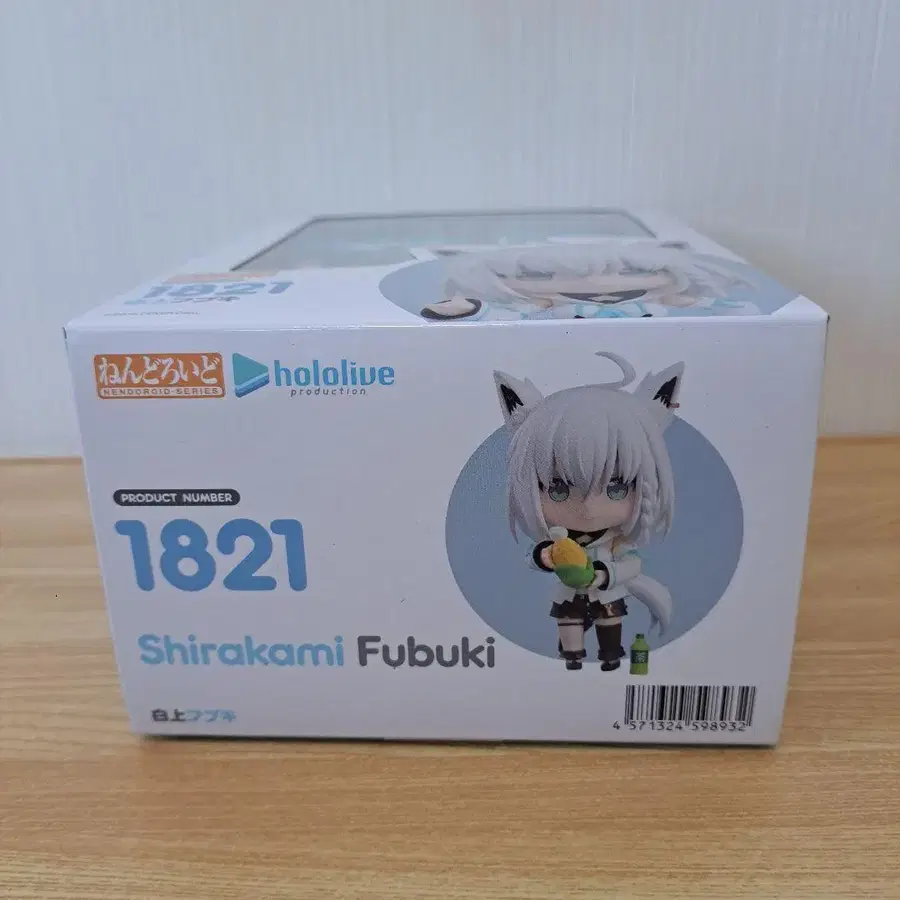 1821
ねんどろいど
NENDOROID SERIES
hololive
production
PRODUCT NUMBER
1821
Shirakami Fubuki
白上フブキ
4 571324 598932